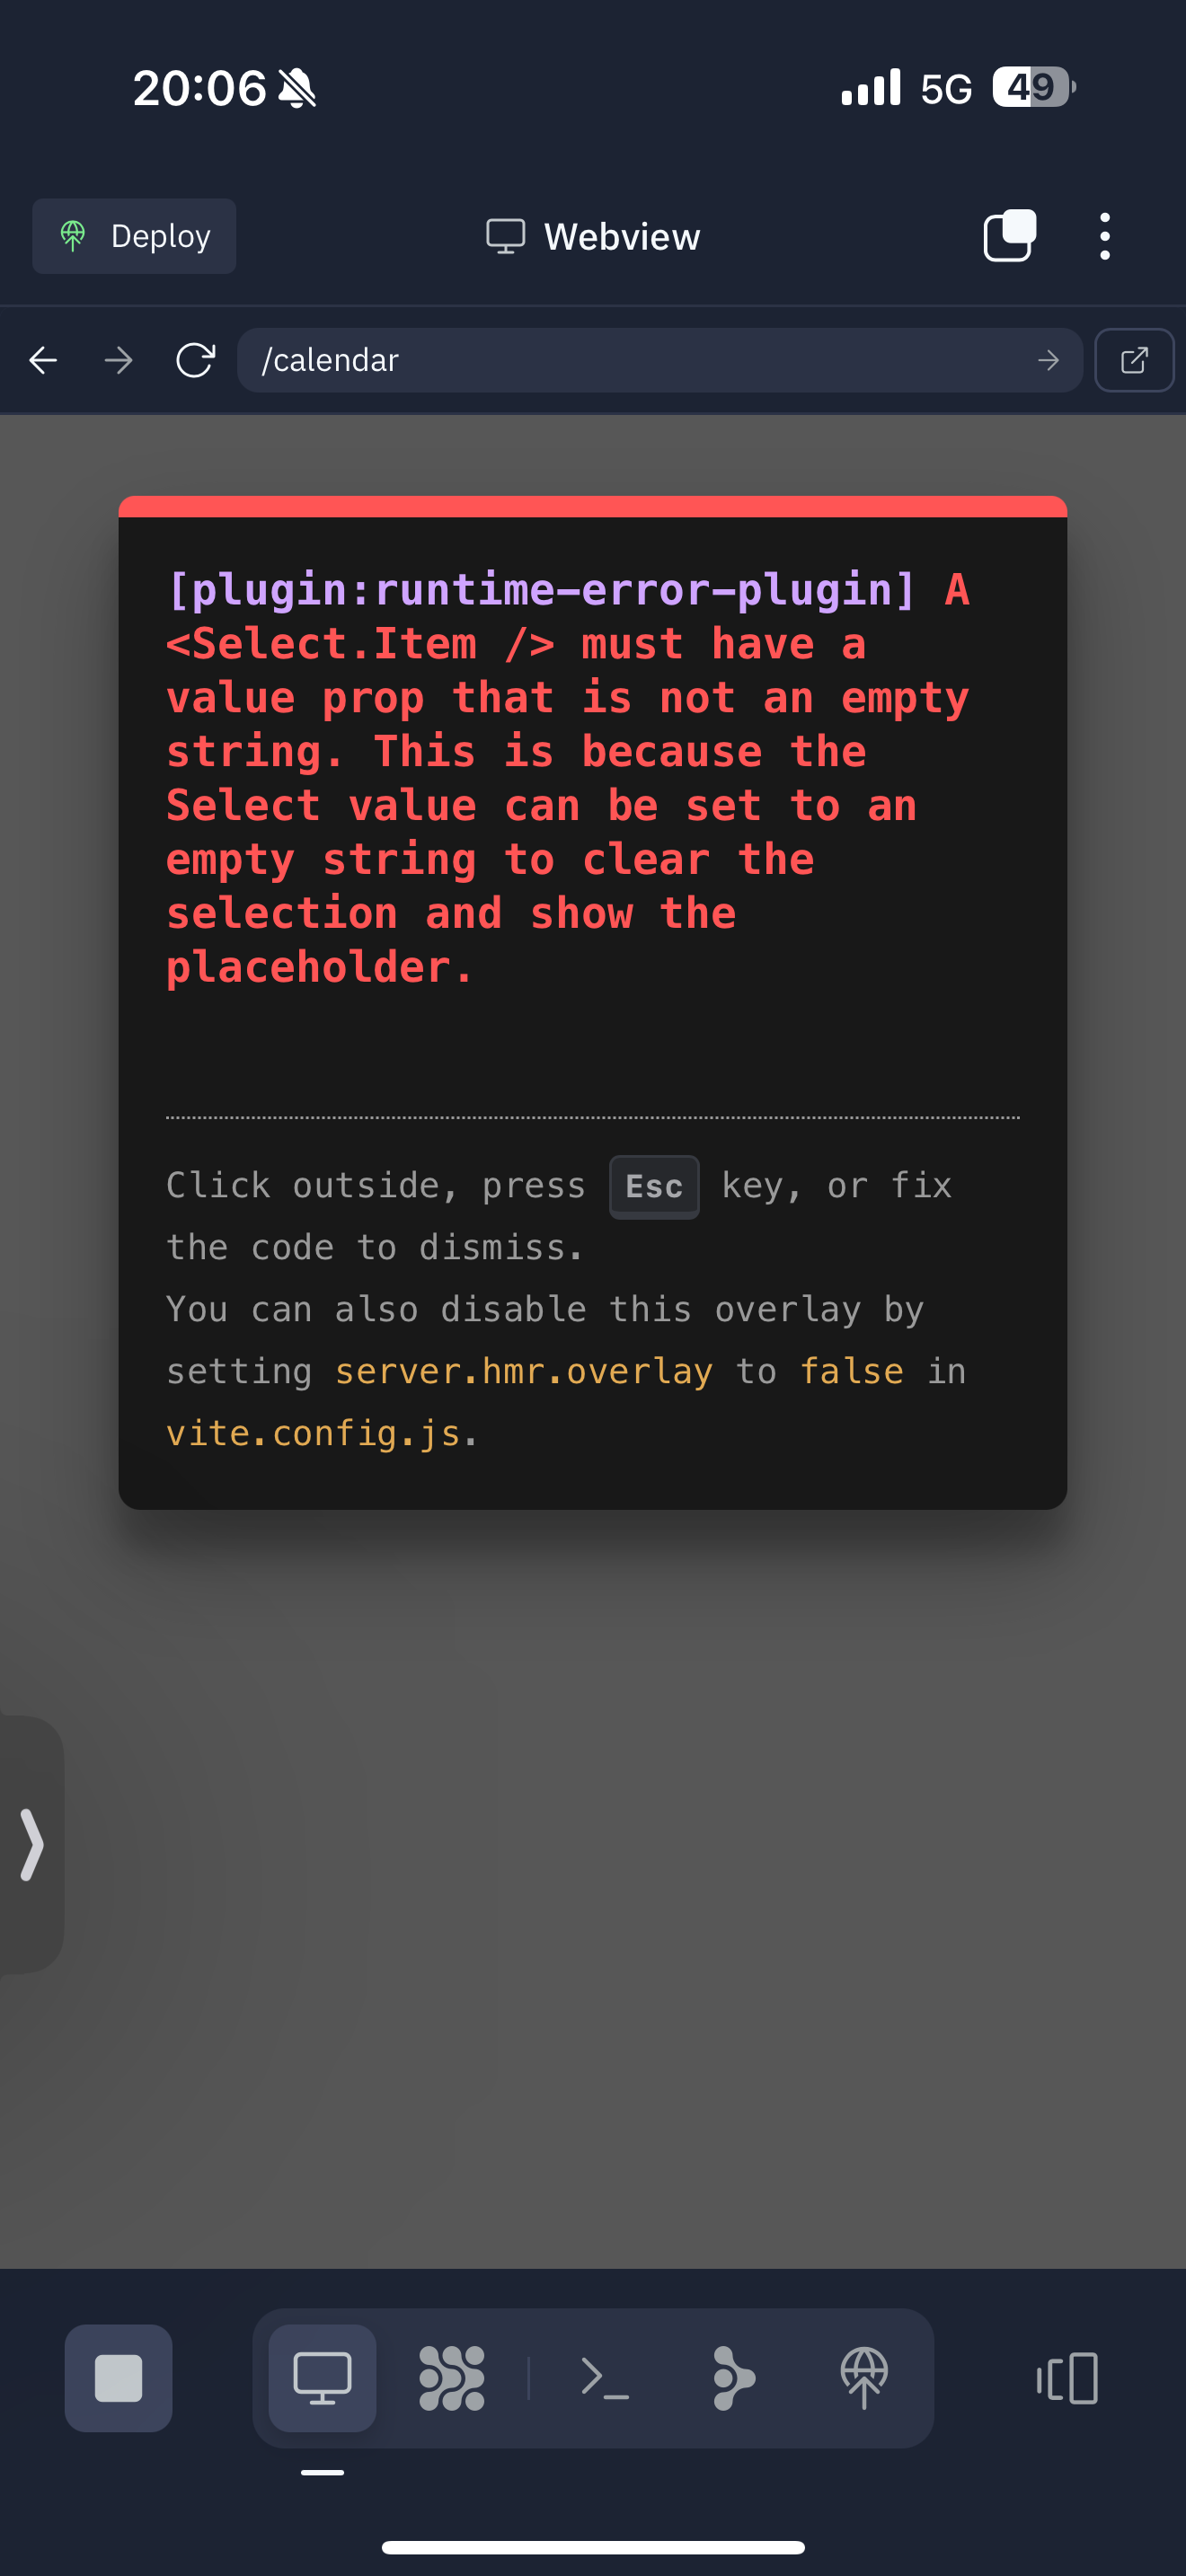 20:06
5G
49
Deploy
Webview
/calendar
[plugin:runtime-error-plugin] A
<Select.Item /> must have a
value prop that is not an empty
string. This is because the
Select value can be set to an
empty string to clear the
selection and show the
placeholder.
Click outside, press Esc key, or fix
the code to dismiss.
You can also disable this overlay by
setting server.hmr.overlay to false in
vite.config.js.